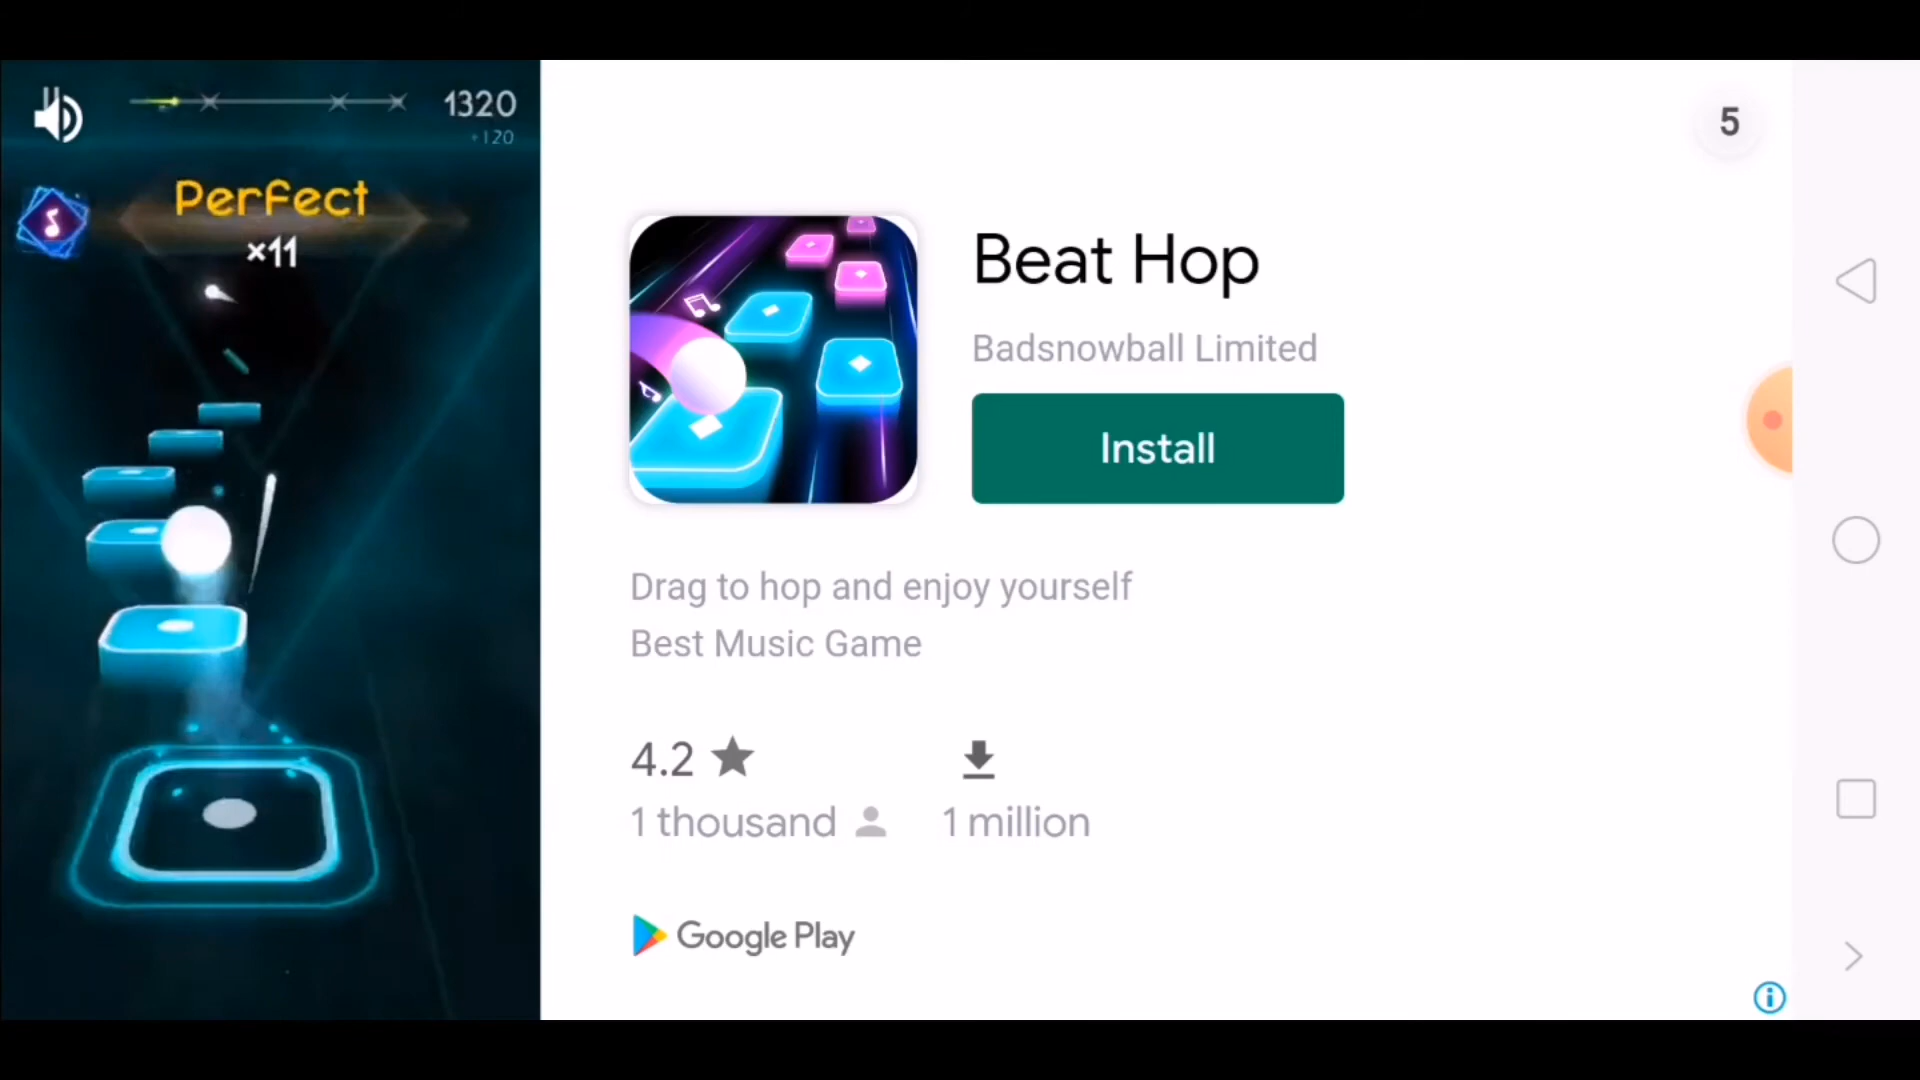 1320
+120
Perfect
×11
5
Beat Hop
Badsnowball Limited
Install
Drag to hop and enjoy yourself
Best Music Game
4.2
1 thousand
1 million
Google Play